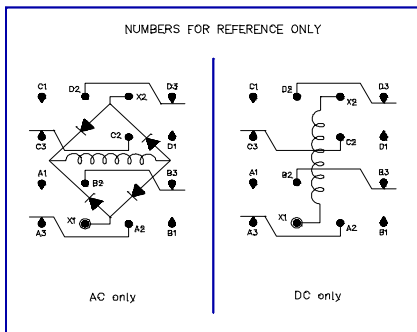 NUMBERS FOR REFERENCE ONLY
C1 D2 X2 D3
C3 C2 D1
A1 B2 B3
X1 A3 A2 B1
AC only
C1 D2 X2 D3
C3 C2 D1
A1 B2 B3
X1 A3 A2 B1
DC only